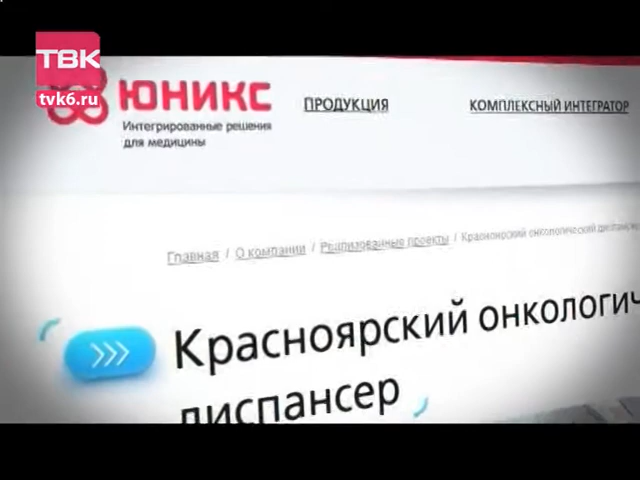 ТВК
tvk6.ru
ЮНИКС
Интегрированные решения
для медицины
ПРОДУКЦИЯ
КОМПЛЕКСНЫЙ ИНТЕГРАТОР
Главная / О компании / Реализованные проекты / Красноярский онкологический диспансер
Красноярский онкологич
диспансер